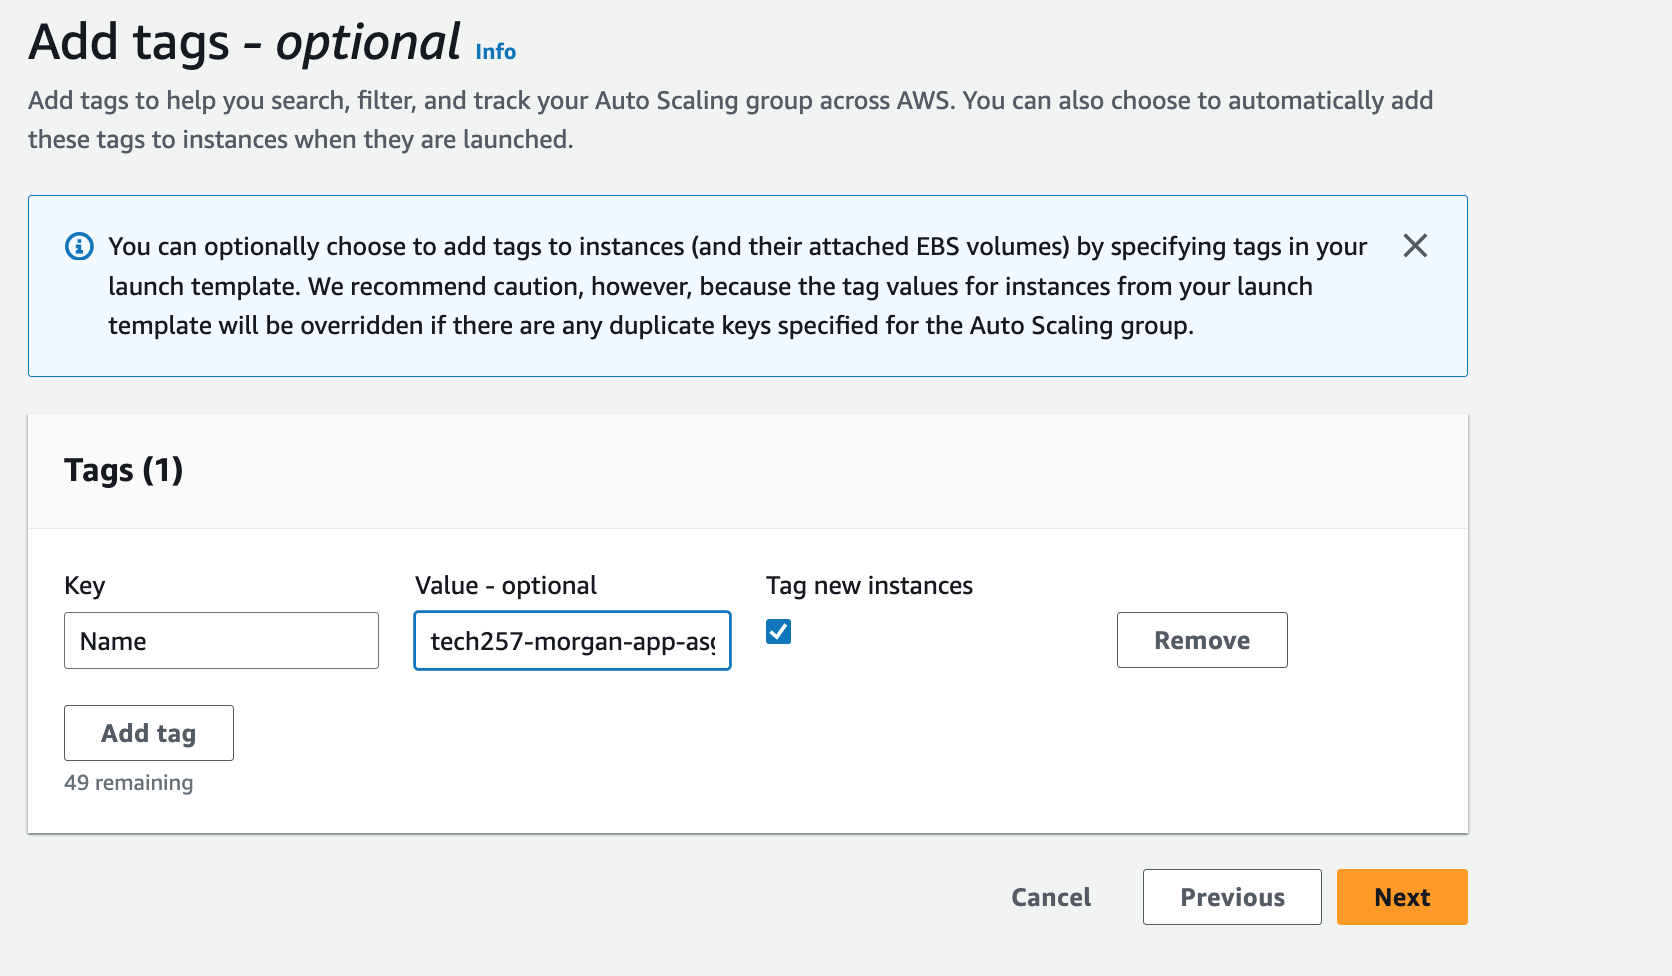 Add tags - optional Info
Add tags to help you search, filter, and track your Auto Scaling group across AWS. You can also choose to automatically add
these tags to instances when they are launched.
You can optionally choose to add tags to instances (and their attached EBS volumes) by specifying tags in your
launch template. We recommend caution, however, because the tag values for instances from your launch
template will be overridden if there are any duplicate keys specified for the Auto Scaling group.
Tags (1)
Key Value - optional Tag new instances
Name tech257-morgan-app-asg Remove
Add tag
49 remaining
Cancel Previous Next